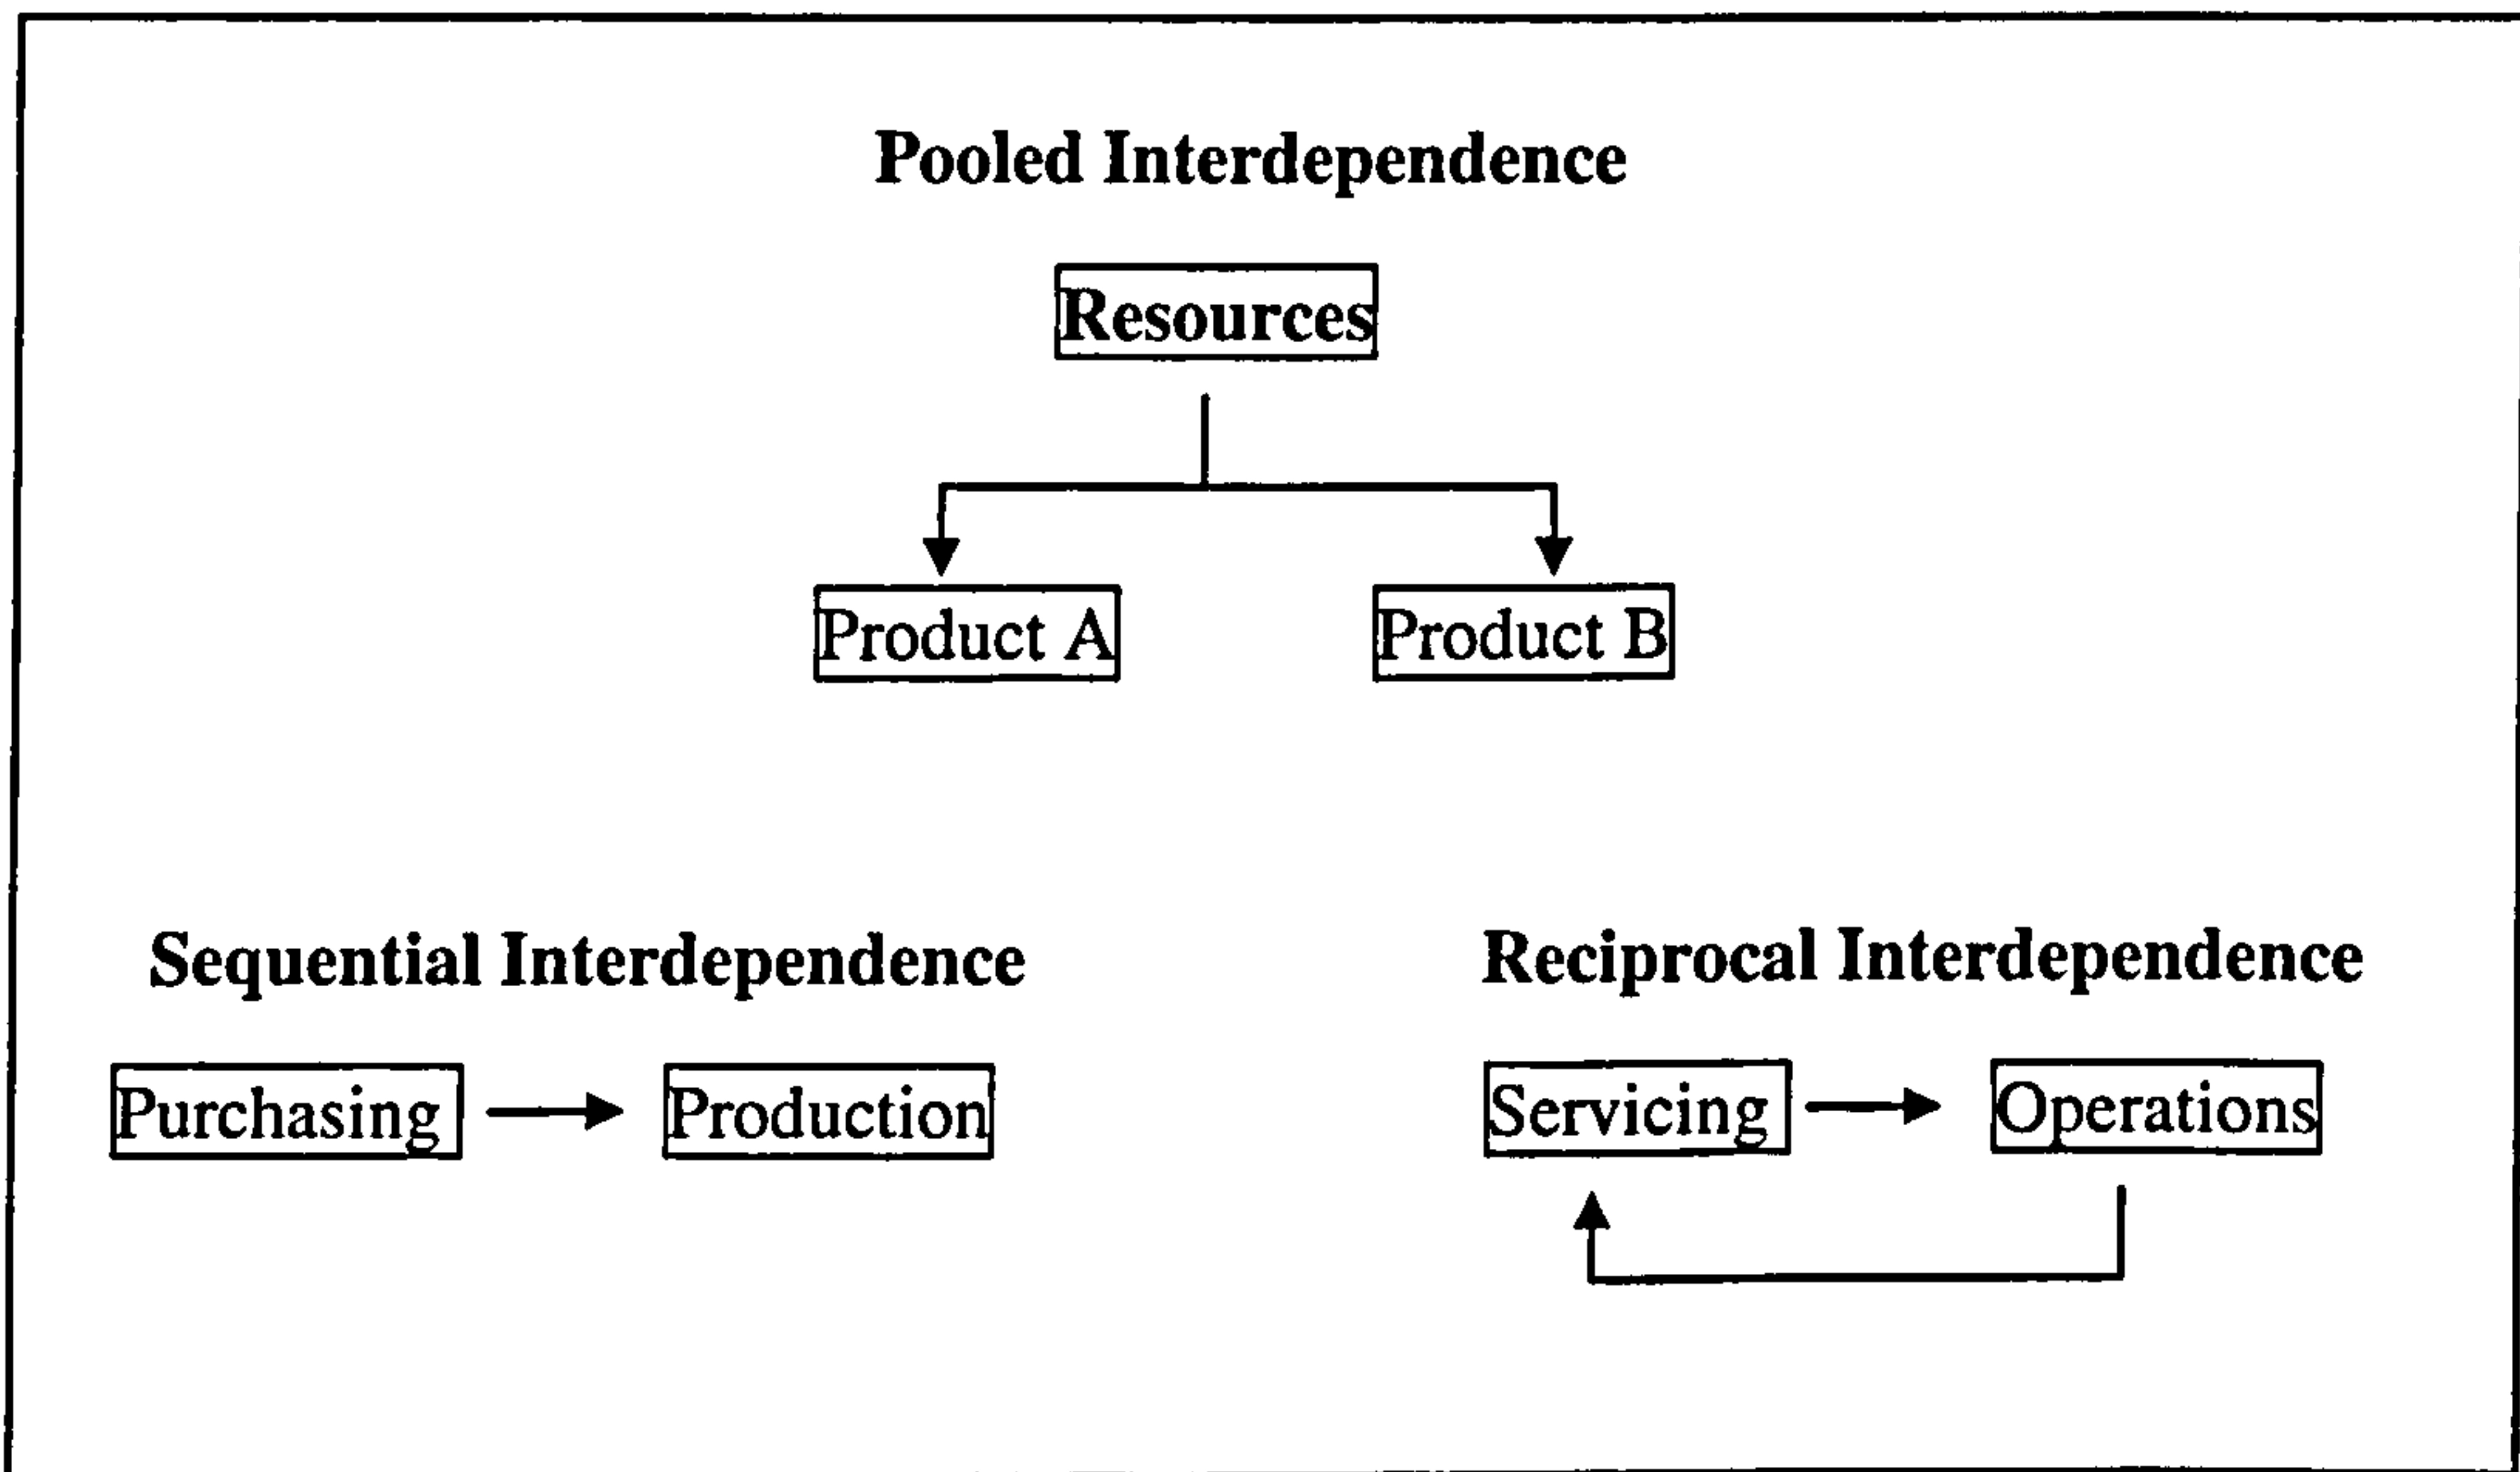 Pooled Interdependence
Resources
Product A Product B
Sequential Interdependence
Purchasing Production
Reciprocal Interdependence
Servicing Operations